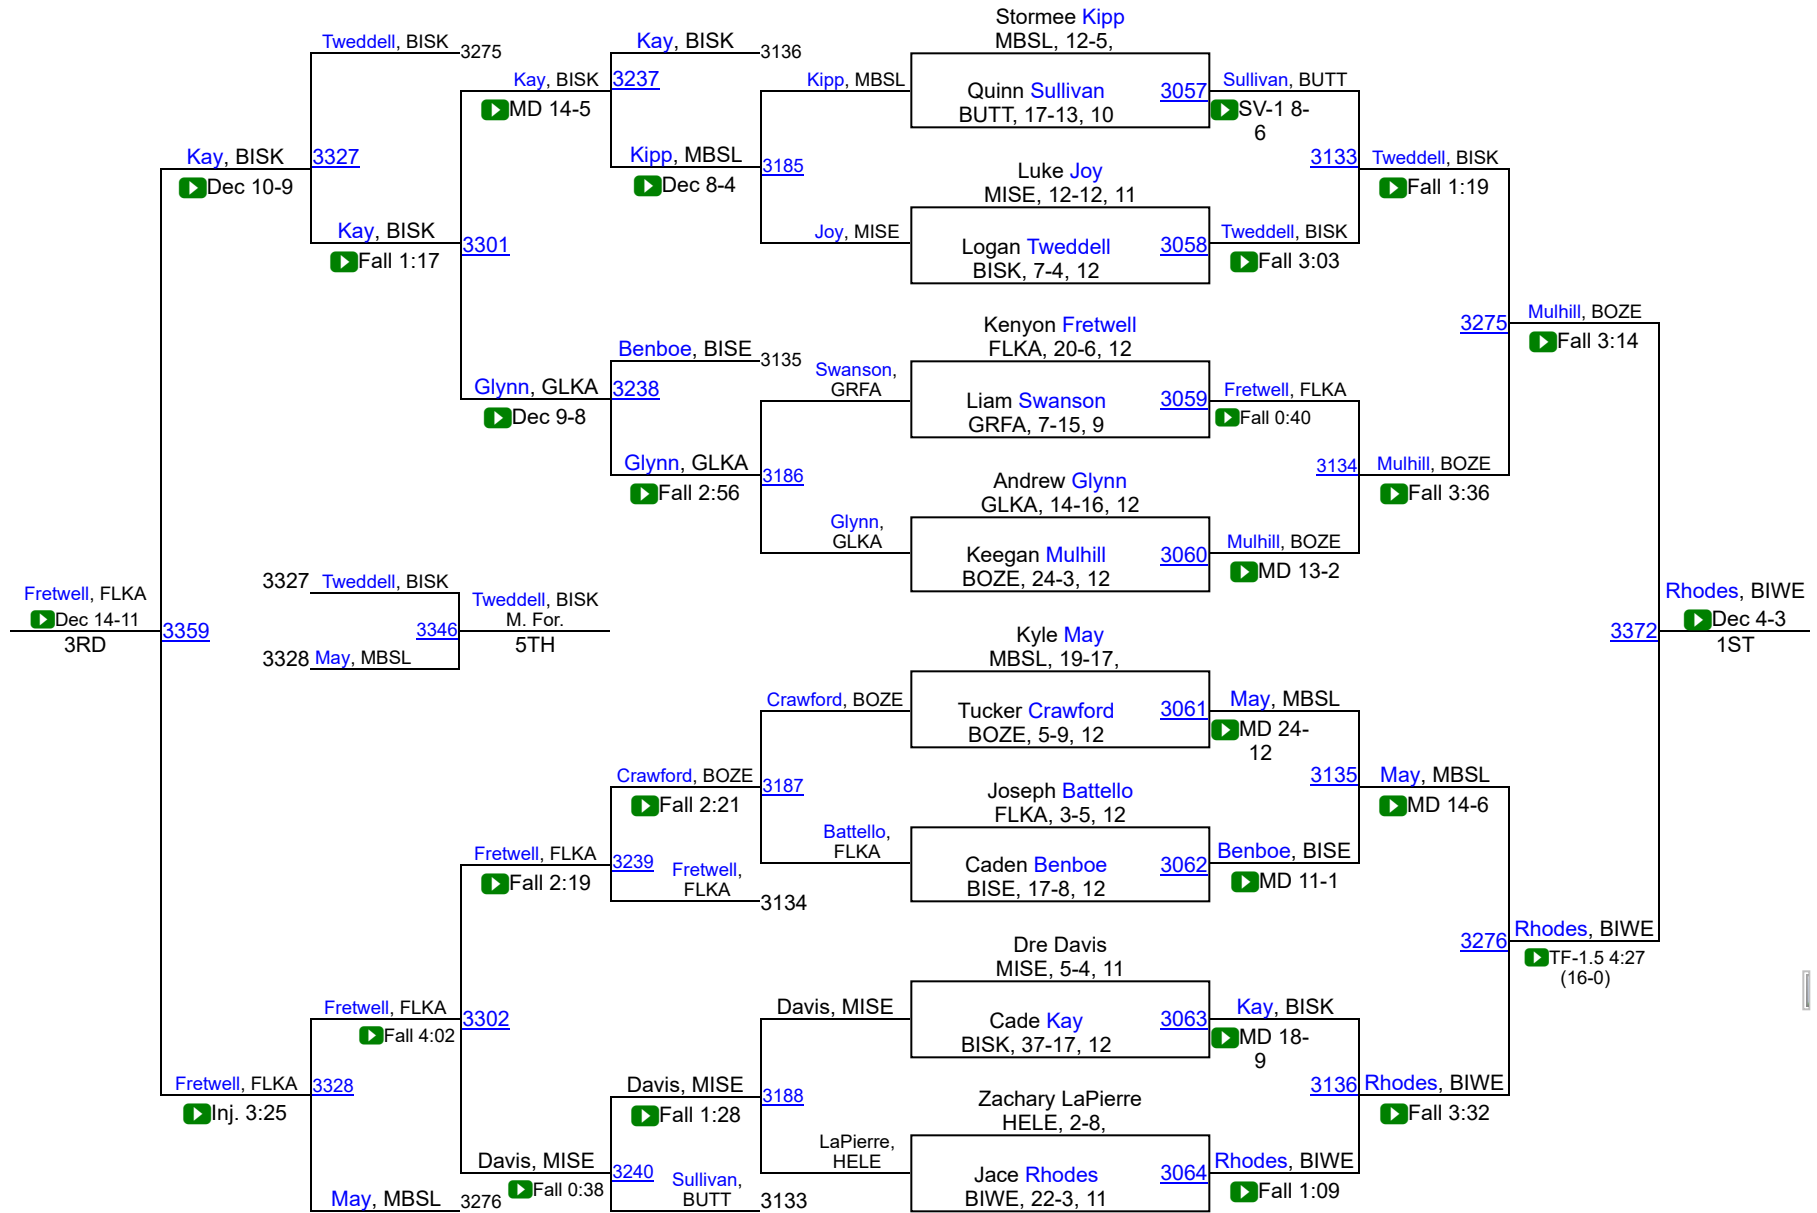 Stormee Kipp
MBSL, 12-5,
Tweddell, BISK
3275
Kay, BISK
3136
Kay, BISK
3237
MD 14-5
Kipp, MBSL
Quinn Sullivan
BUTT, 17-13, 10
3057
Sullivan, BUTT
SV-1 8-
6
Kay, BISK
3327
Dec 10-9
Kipp, MBSL
3185
Dec 8-4
Luke Joy
MISE, 12-12, 11
3133
Tweddell, BISK
Fall 1:19
Kay, BISK
3301
Fall 1:17
Joy, MISE
Logan Tweddell
BISK, 7-4, 12
3058
Tweddell, BISK
Fall 3:03
Kenyon Fretwell
FLKA, 20-6, 12
3275
Mulhill, BOZE
Fall 3:14
Benboe, BISE
3135
Glynn, GLKA
3238
Dec 9-8
Swanson,
GRFA
Liam Swanson
GRFA, 7-15, 9
3059
Fretwell, FLKA
Fall 0:40
Glynn, GLKA
3186
Fall 2:56
Andrew Glynn
GLKA, 14-16, 12
3134
Mulhill, BOZE
Fall 3:36
Glynn,
GLKA
Keegan Mulhill
BOZE, 24-3, 12
3060
Mulhill, BOZE
MD 13-2
3327
Tweddell, BISK
Fretwell, FLKA
Dec 14-11
3RD
3359
3346
Tweddell, BISK
M. For.
5TH
3328
May, MBSL
Kyle May
MBSL, 19-17,
3372
Rhodes, BIWE
Dec 4-3
1ST
Crawford, BOZE
Tucker Crawford
BOZE, 5-9, 12
3061
May, MBSL
MD 24-
12
Crawford, BOZE
3187
Fall 2:21
Joseph Battello
FLKA, 3-5, 12
3135
May, MBSL
MD 14-6
Fretwell, FLKA
3239
Fall 2:19
Fretwell,
FLKA
3134
Battello,
FLKA
Caden Benboe
BISE, 17-8, 12
3062
Benboe, BISE
MD 11-1
Dre Davis
MISE, 5-4, 11
3276
Rhodes, BIWE
TF-1.5 4:27
(16-0)
Fretwell, FLKA
3302
Fall 4:02
Davis, MISE
Cade Kay
BISK, 37-17, 12
3063
Kay, BISK
MD 18-
9
Fretwell, FLKA
3328
Inj. 3:25
Davis, MISE
3188
Fall 1:28
Zachary LaPierre
HELE, 2-8,
3136
Rhodes, BIWE
Fall 3:32
Davis, MISE
3240
Fall 0:38
LaPierre,
HELE
Jace Rhodes
BIWE, 22-3, 11
3064
Rhodes, BIWE
Fall 1:09
May, MBSL
3276
Sullivan,
BUTT
3133